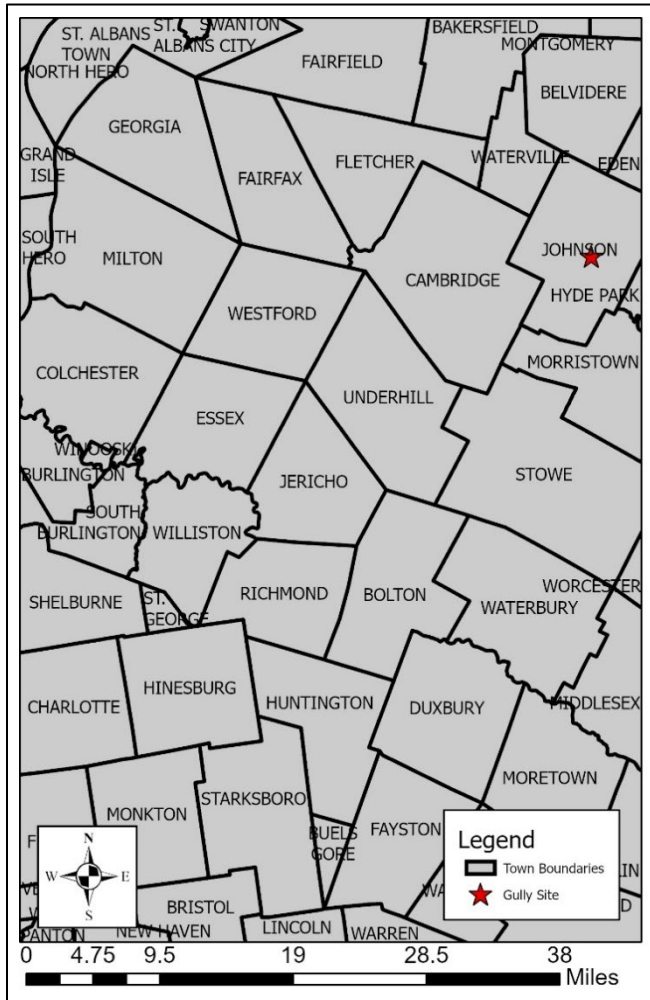 ST. ALBANS
TOWN
ST.
ALBANS CITY
SWANTON
BAKERSFIELD
MONTGOMERY
FAIRFIELD
NORTH HERO
BELVIDERE
GEORGIA
FLETCHER
WATERVILLE
EDEN
GRAND
ISLE
FAIRFAX
SOUTH
HERO
MILTON
JOHNSON
CAMBRIDGE
HYDE PARK
WESTFORD
MORRISTOWN
COLCHESTER
UNDERHILL
ESSEX
WINOOSKI
BURLINGTON
JERICHO
STOWE
SOUTH
BURLINGTON
WILLISTON
SHELBURNE
ST.
GEORGE
RICHMOND
BOLTON
WORCESTER
WATERBURY
HINESBURG
CHARLOTTE
HUNTINGTON
DUXBURY
MIDDLESEX
MORETOWN
STARKSBORO
MONKTON
BUELS
GORE
FAYSTON
Legend
Town Boundaries
Gully Site
N
W E
S
BRISTOL
NEW HAVEN
LINCOLN
WARREN
PANTON
0 4.75 9.5 19 28.5 38
Miles